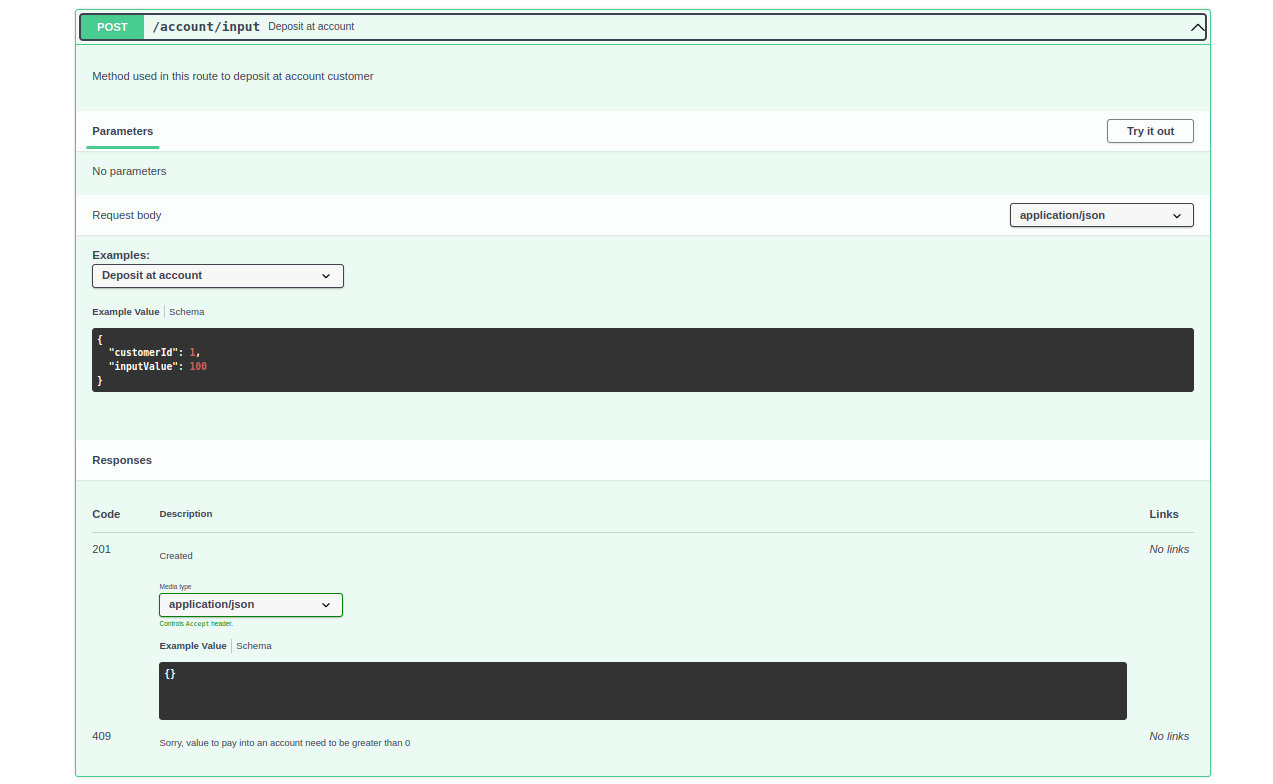 POST /account/input Deposit at account
Method used in this route to deposit at account customer
Parameters Try it out
No parameters
Request body application/json
Examples:
Deposit at account
Example Value Schema
{
"customerId": 1,
"inputValue": 100
}
Responses
Code Description Links
201 Created No links
Media type
application/json
Controls Accept header.
Example Value Schema
{}
409 Sorry, value to pay into an account need to be greater than 0 No links